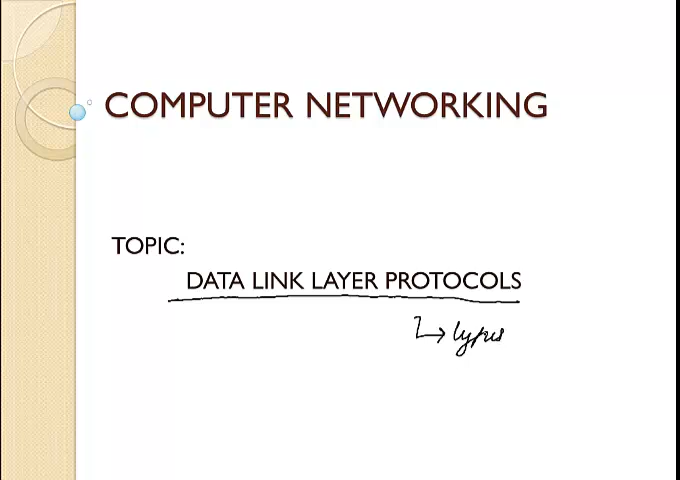 COMPUTER NETWORKING
TOPIC:
DATA LINK LAYER PROTOCOLS
types